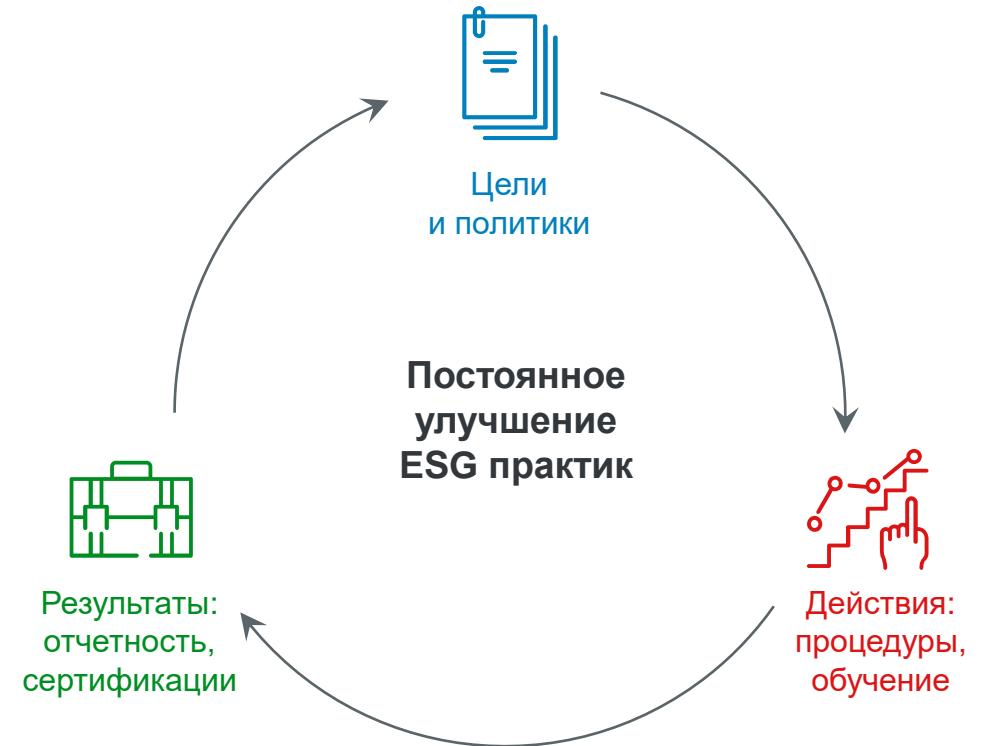 Цели
и политики
Постоянное
улучшение
ESG практик
Результаты:
отчетность,
сертификации
Действия:
процедуры,
обучение